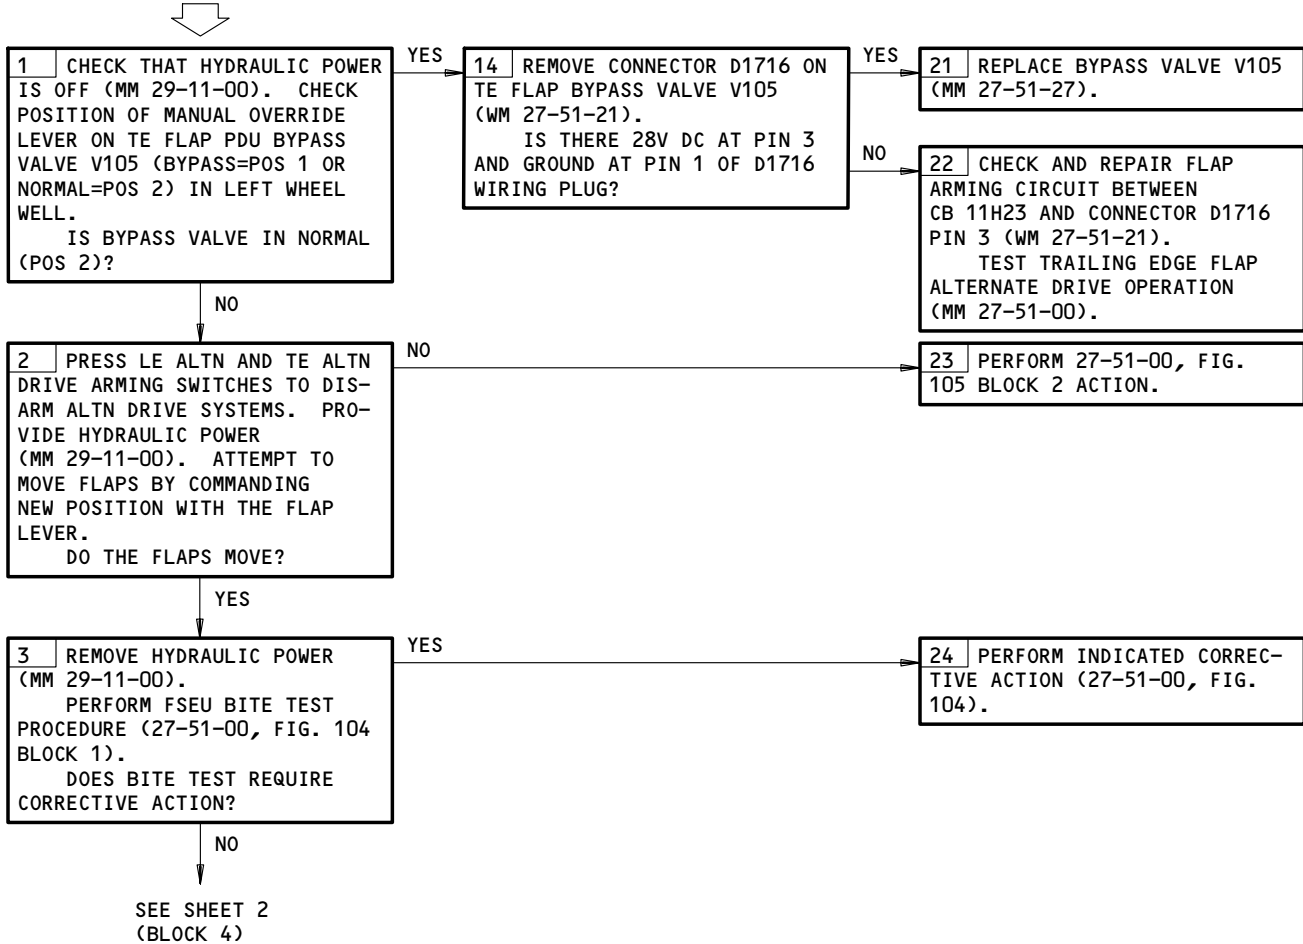 1 CHECK THAT HYDRAULIC POWER
IS OFF (MM 29-11-00). CHECK
POSITION OF MANUAL OVERRIDE
LEVER ON TE FLAP PDU BYPASS
VALVE V105 (BYPASS=POS 1 OR
NORMAL=POS 2) IN LEFT WHEEL
WELL.
IS BYPASS VALVE IN NORMAL
(POS 2)?
YES
14 REMOVE CONNECTOR D1716 ON
TE FLAP BYPASS VALVE V105
(WM 27-51-21).
IS THERE 28V DC AT PIN 3
AND GROUND AT PIN 1 OF D1716
WIRING PLUG?
YES
21 REPLACE BYPASS VALVE V105
(MM 27-51-27).
NO
22 CHECK AND REPAIR FLAP
ARMING CIRCUIT BETWEEN
CB 11H23 AND CONNECTOR D1716
PIN 3 (WM 27-51-21).
TEST TRAILING EDGE FLAP
ALTERNATE DRIVE OPERATION
(MM 27-51-00).
NO
2 PRESS LE ALTN AND TE ALTN
DRIVE ARMING SWITCHES TO DIS-
ARM ALTN DRIVE SYSTEMS. PRO-
VIDE HYDRAULIC POWER
(MM 29-11-00). ATTEMPT TO
MOVE FLAPS BY COMMANDING
NEW POSITION WITH THE FLAP
LEVER.
DO THE FLAPS MOVE?
NO
23 PERFORM 27-51-00, FIG.
105 BLOCK 2 ACTION.
YES
3 REMOVE HYDRAULIC POWER
(MM 29-11-00).
PERFORM FSEU BITE TEST
PROCEDURE (27-51-00, FIG. 104
BLOCK 1).
DOES BITE TEST REQUIRE
CORRECTIVE ACTION?
YES
24 PERFORM INDICATED CORREC-
TIVE ACTION (27-51-00, FIG.
104).
NO
SEE SHEET 2
(BLOCK 4)